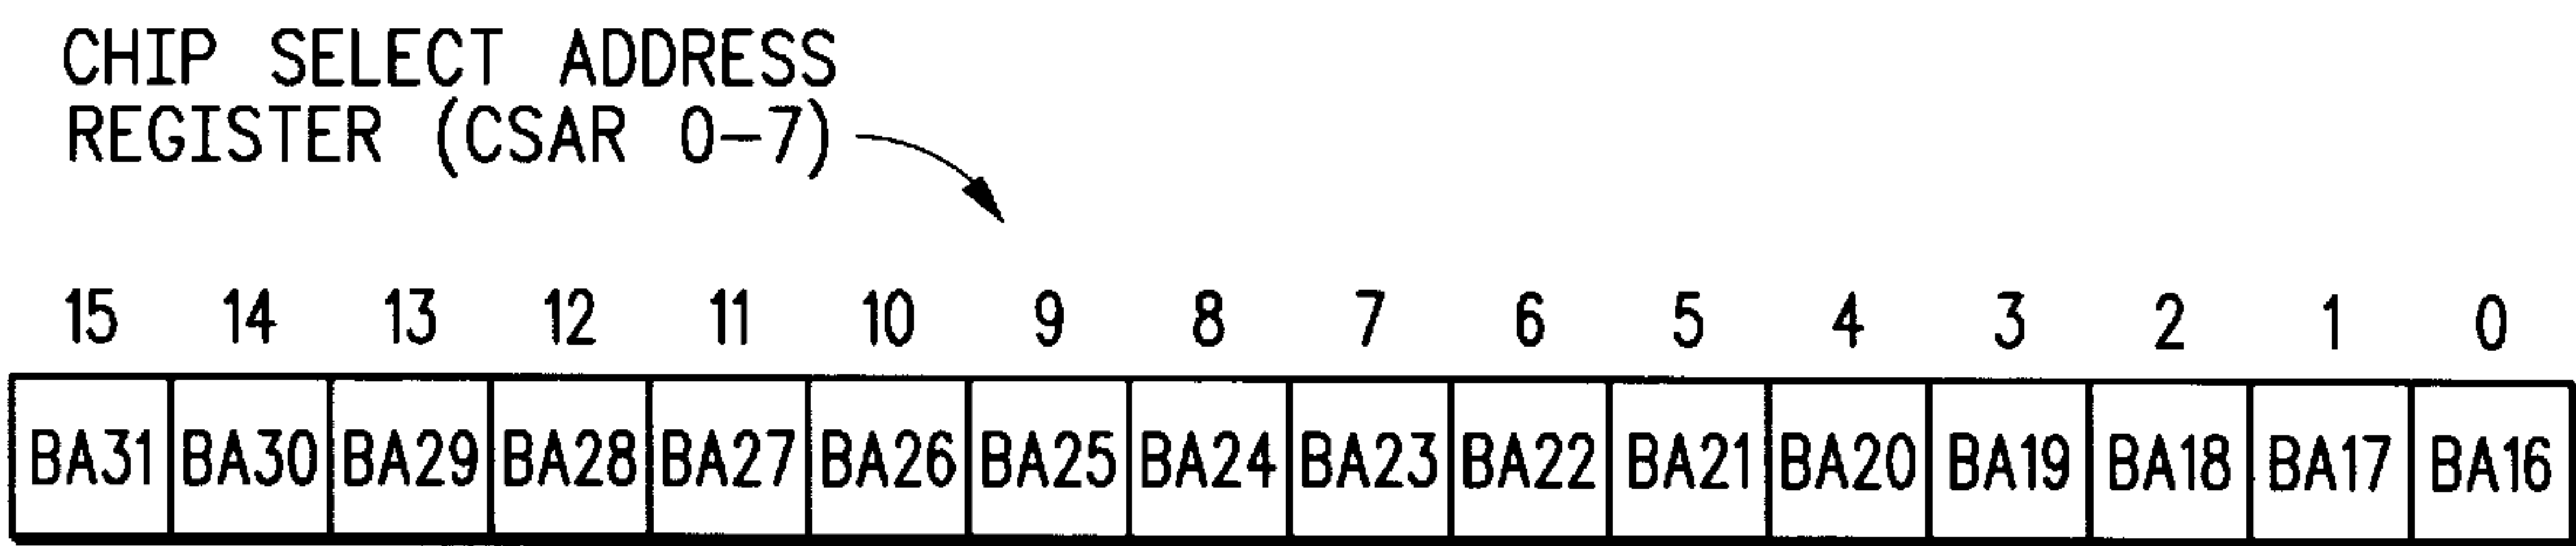 CHIP SELECT ADDRESS
REGISTER (CSAR 0-7)
15 14 13 12 11 10 9 8 7 6 5 4 3 2 1 0
BA31 BA30 BA29 BA28 BA27 BA26 BA25 BA24 BA23 BA22 BA21 BA20 BA19 BA18 BA17 BA16